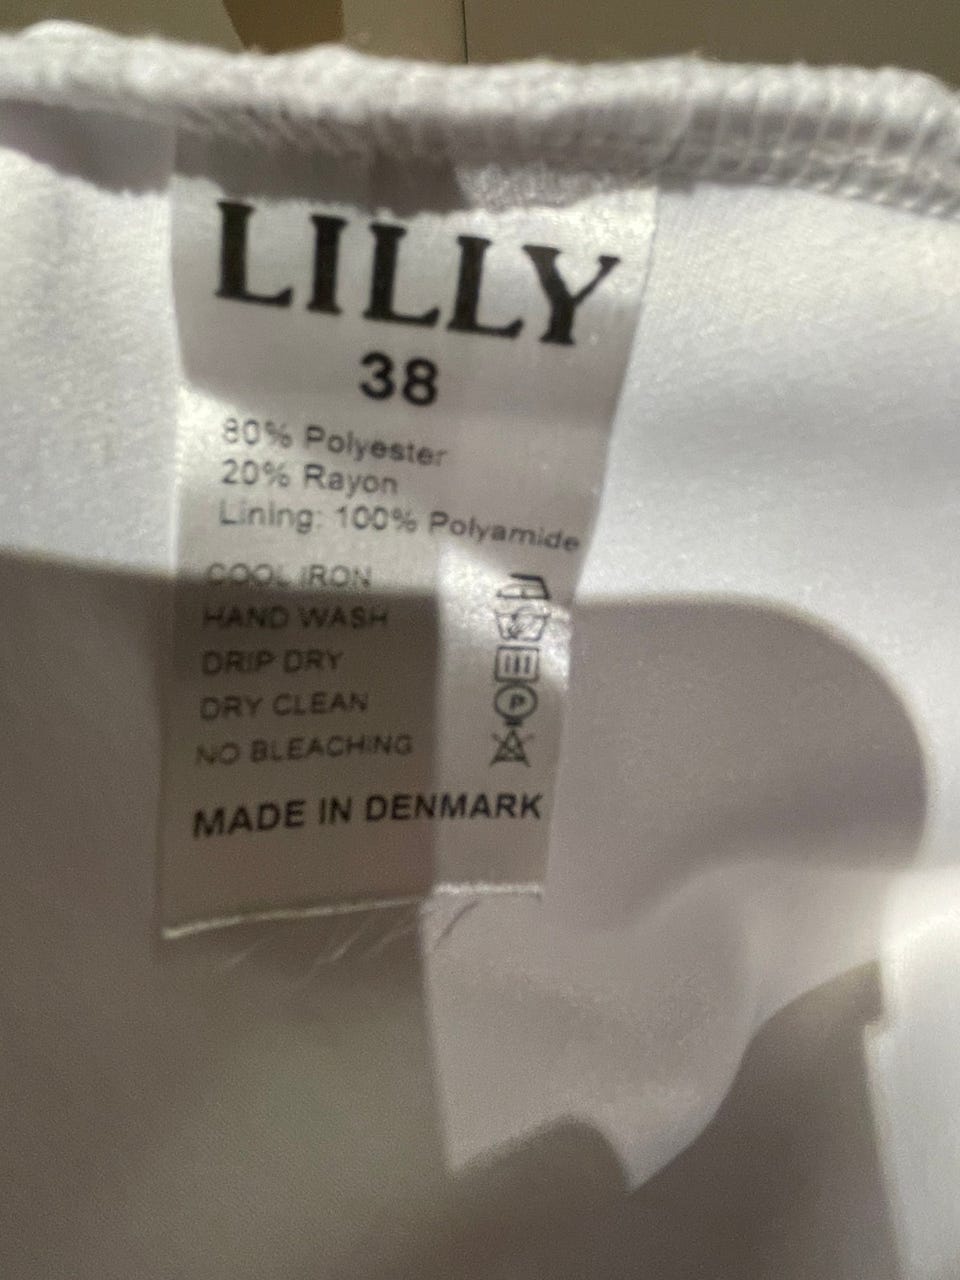 LILLY
38
80% Polyester
20% Rayon
Lining: 100% Polyamide
COOL IRON
HAND WASH
DRIP DRY
DRY CLEAN
P
NO BLEACHING
MADE IN DENMARK